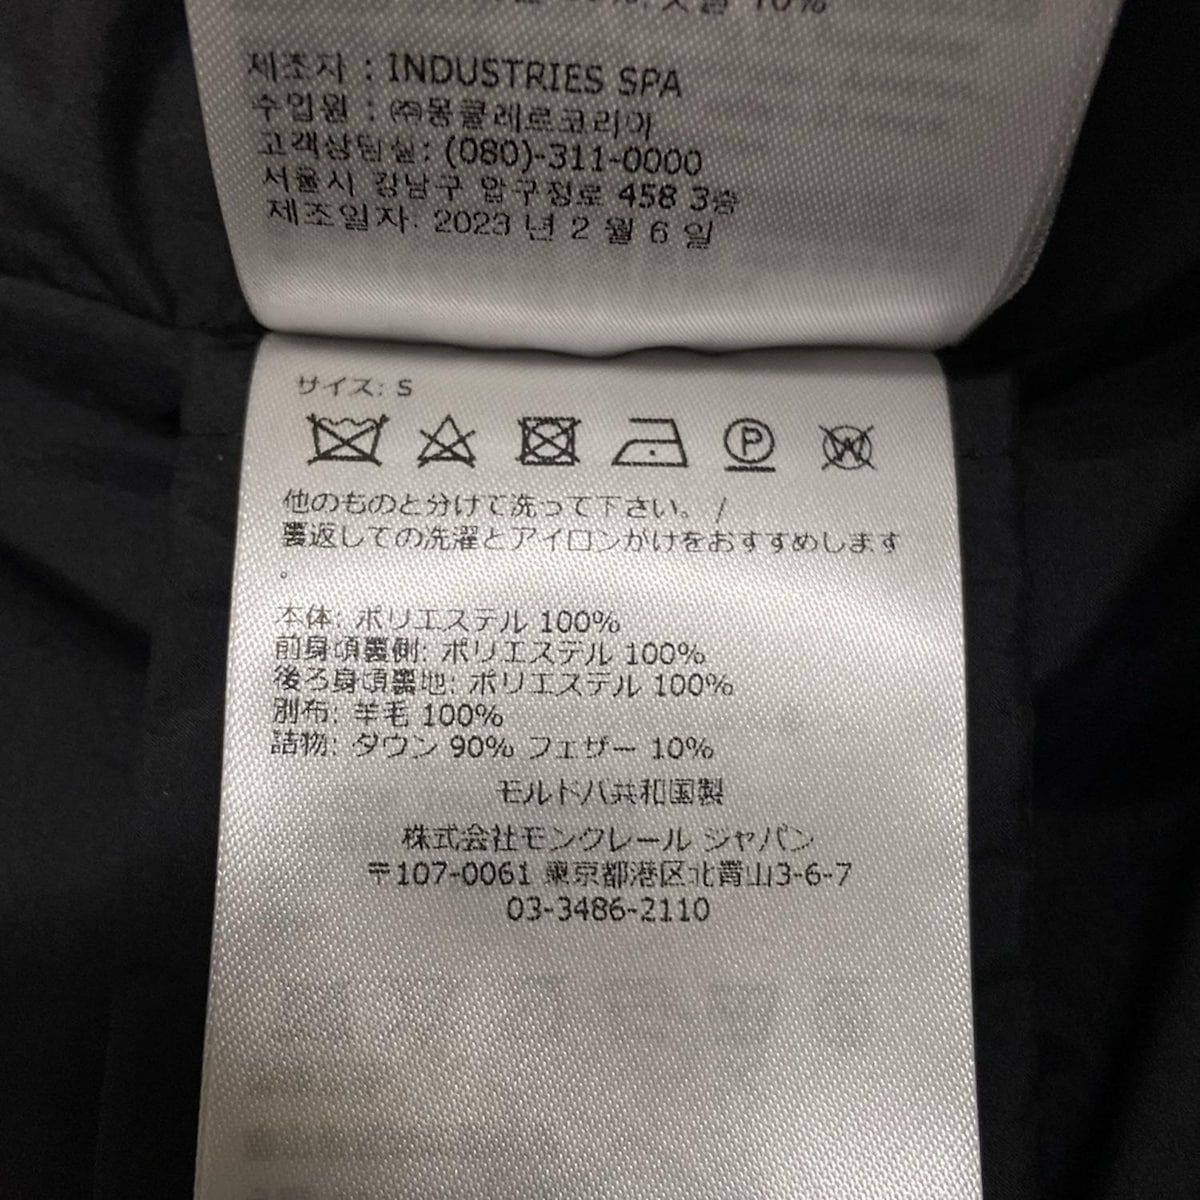 10%
제조자 : INDUSTRIES SPA
수입원 : ㈜몽클레르코리아
고객상담실: (080)-311-0000
서울시 강남구 압구정로 458 3층
제조일자: 2023 년 2 월 6 일
サイズ: S
P
W
他のものと分けて洗って下さい。 /
裏返しての洗濯とアイロンがけをおすすめします
。
本体: ポリエステル 100%
前身頃裏側: ポリエステル 100%
後ろ身頃裏地: ポリエステル 100%
別布: 羊毛 100%
詰物: ダウン 90% フェザー 10%
モルドバ共和国製
株式会社モンクレール ジャパン
〒107-0061 東京都港区北青山3-6-7
03-3486-2110